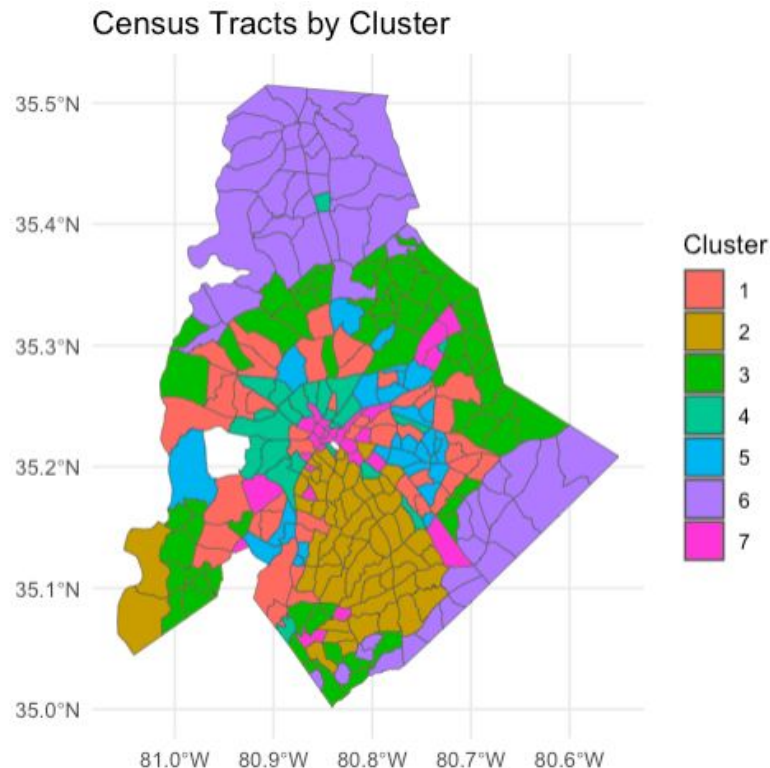 Census Tracts by Cluster
35.5°N
35.4°N
35.3°N
35.2°N
35.1°N
35.0°N
81.0°W 80.9°W 80.8°W 80.7°W 80.6°W
Cluster
1
2
3
4
5
6
7